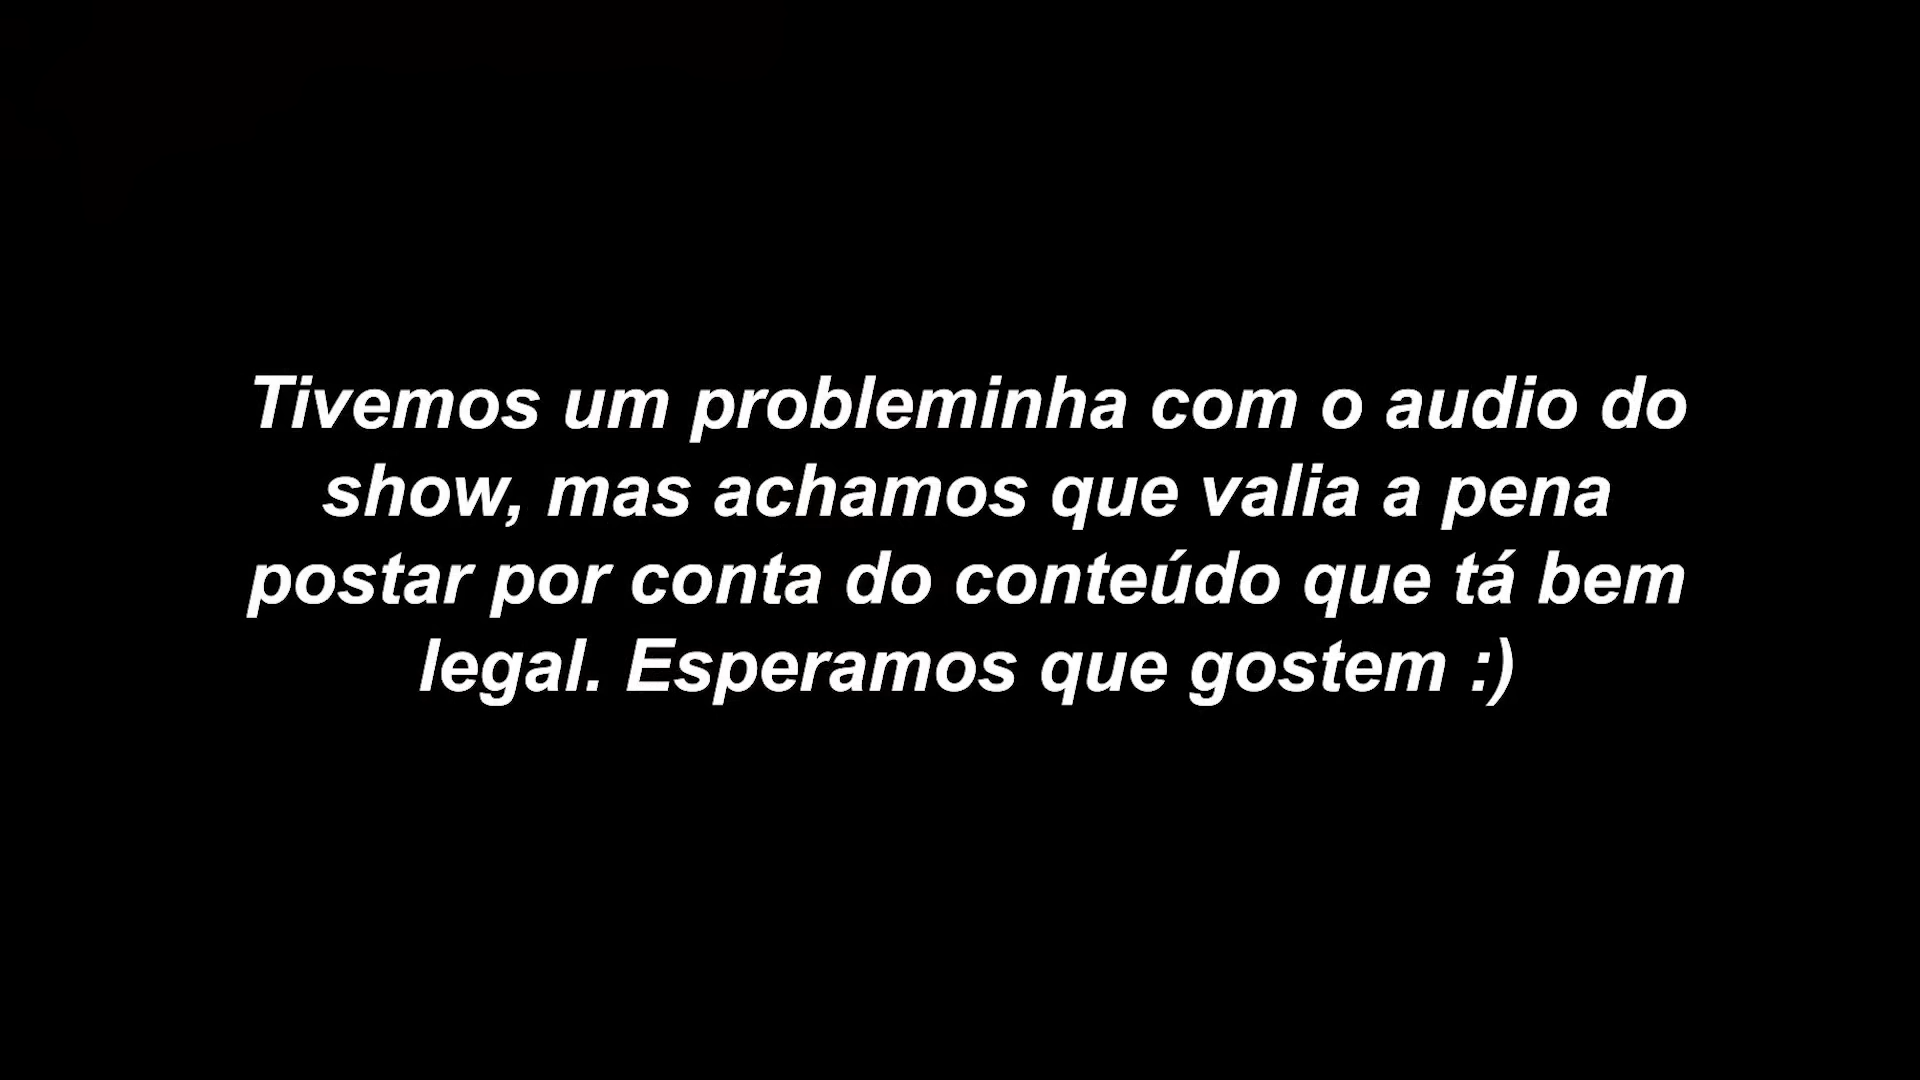 Tivemos um probleminha com o audio do
show, mas achamos que valia a pena
postar por conta do conteúdo que tá bem
legal. Esperamos que gostem :)